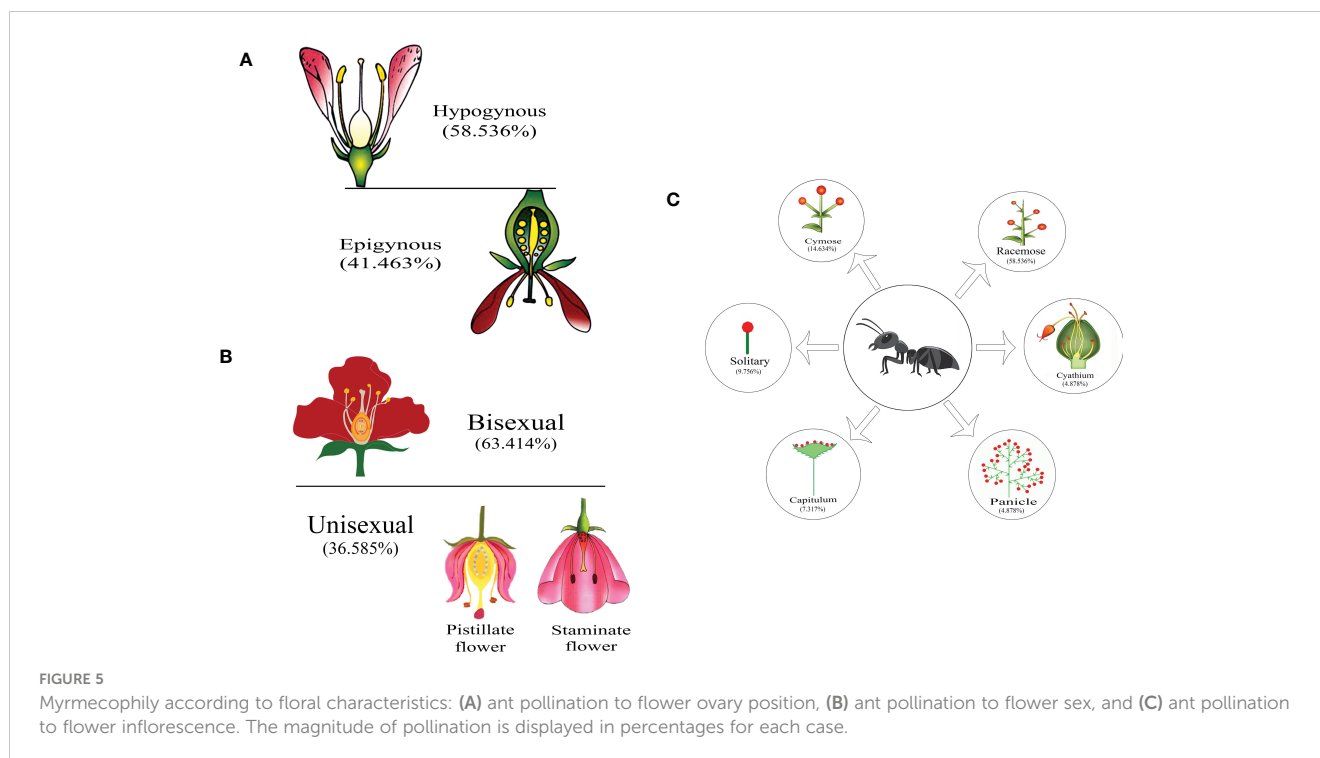 A
Hypogynous
(58.536%)
Epigynous
(41.463%)
B
Bisexual
(63.414%)
Unisexual
(36.585%)
Pistillate
flower
Staminate
flower
C
Cymose
(14.634%)
Racemose
(58.536%)
Solitary
(9.756%)
Cyathium
(4.878%)
Capitulum
(7.317%)
Panicle
(4.878%)
FIGURE 5
Myrmecophily according to floral characteristics: (A) ant pollination to flower ovary position, (B) ant pollination to flower sex, and (C) ant pollination
to flower inflorescence. The magnitude of pollination is displayed in percentages for each case.